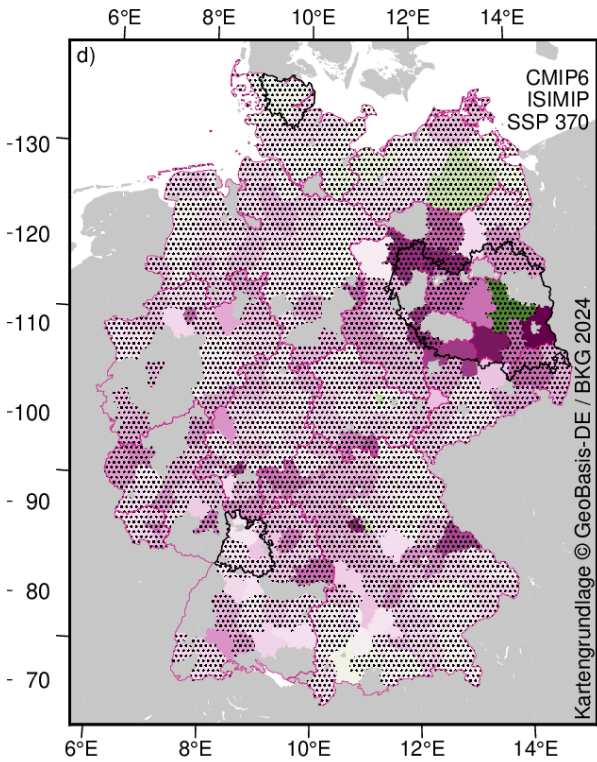 6°E 8°E 10°E 12°E 14°E
d)
CMIP6
ISIMIP
SSP 370
-130
-120
-110
-100
- 90
- 80
- 70
Kartengrundlage © GeoBasis-DE / BKG 2024
6°E 8°E 10°E 12°E 14°E